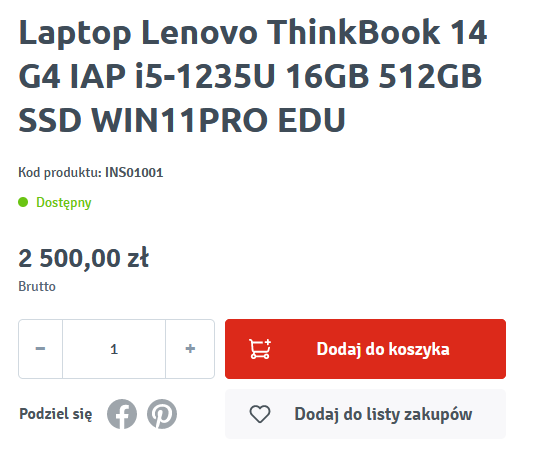 Laptop Lenovo ThinkBook 14
G4 IAP i5-1235U 16GB 512GB
SSD WIN11PRO EDU
Kod produktu: INS01001
Dostępny
2 500,00 zł
Brutto
− 1 +
Dodaj do koszyka
Podziel się
Dodaj do listy zakupów